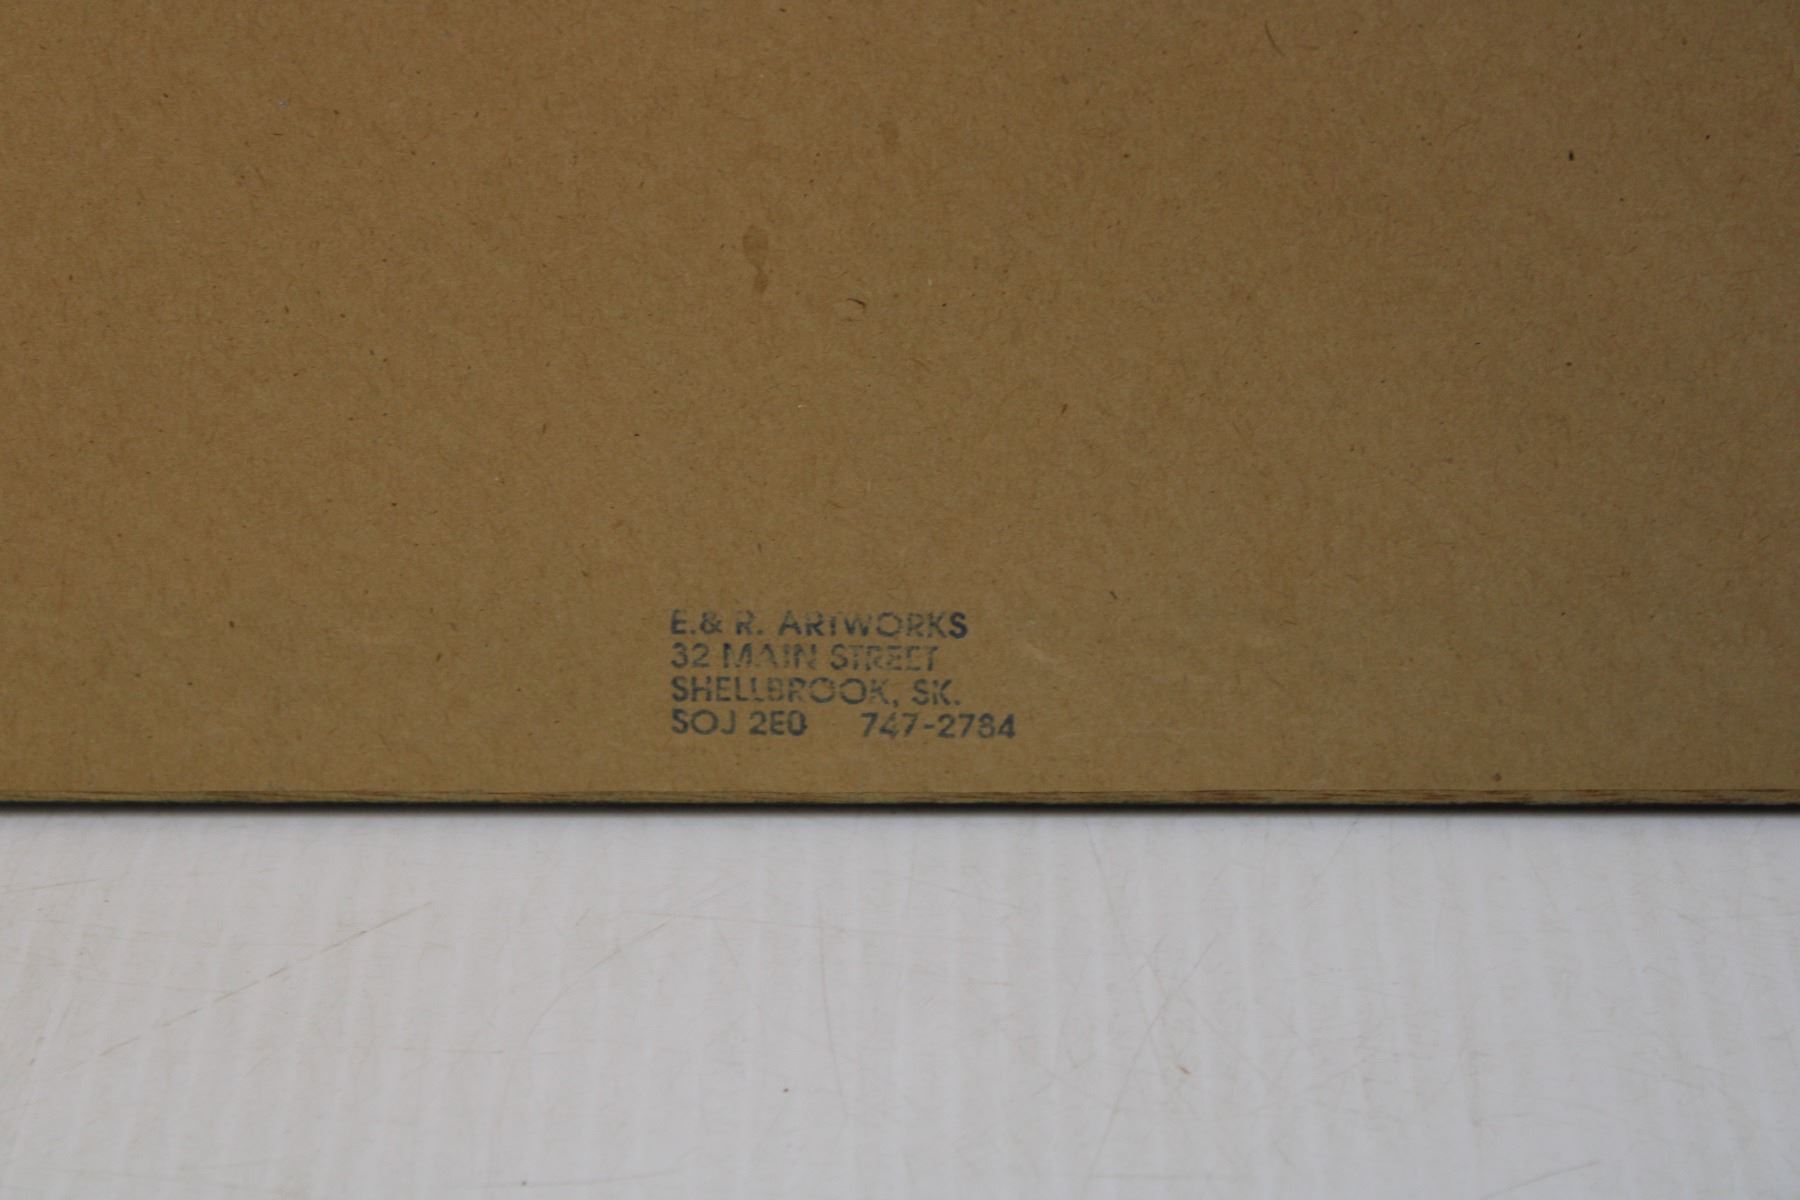 E.& R. ARTWORKS
32 MAIN STREET
SHELLBROOK, SK.
SOJ 2E0 747-2784